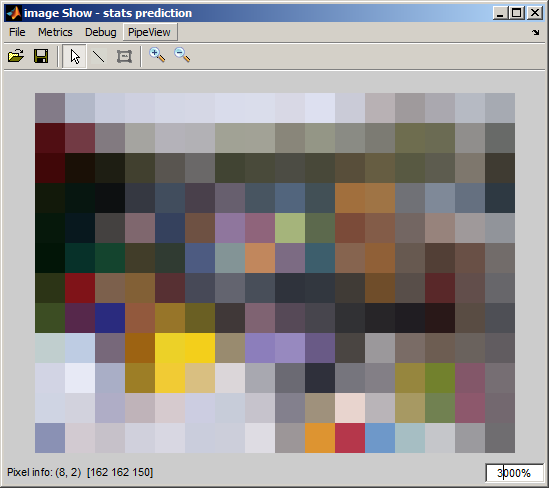 image Show - stats prediction
File Metrics Debug PipeView
Pixel info: (8, 2) [162 162 150]
3000%